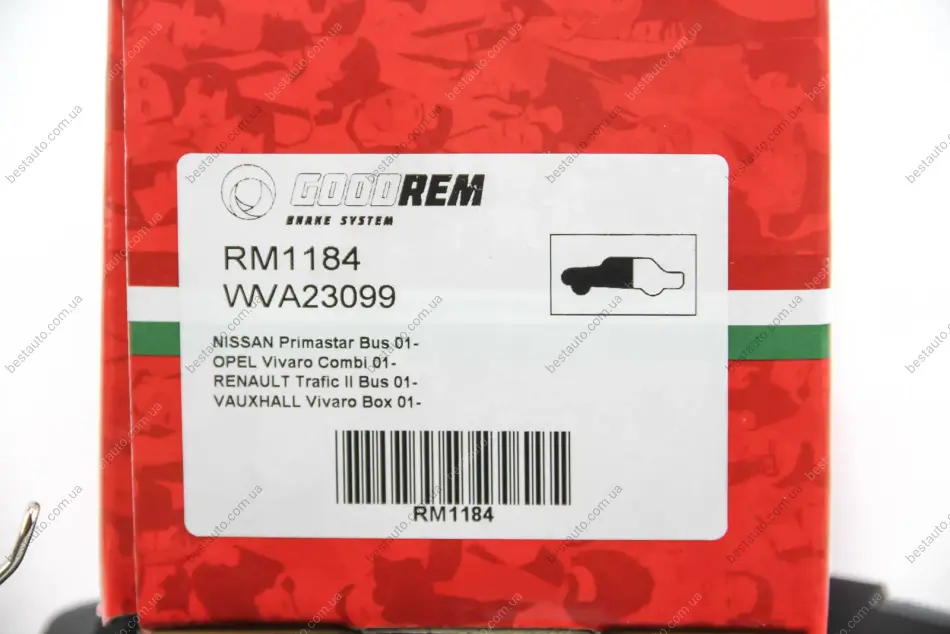 GOODREM
BRAKE SYSTEM
RM1184
WVA23099
NISSAN Primastar Bus 01-
OPEL Vivaro Combi 01-
RENAULT Trafic II Bus 01-
VAUXHALL Vivaro Box 01-
RM1184
bestauto.com.ua